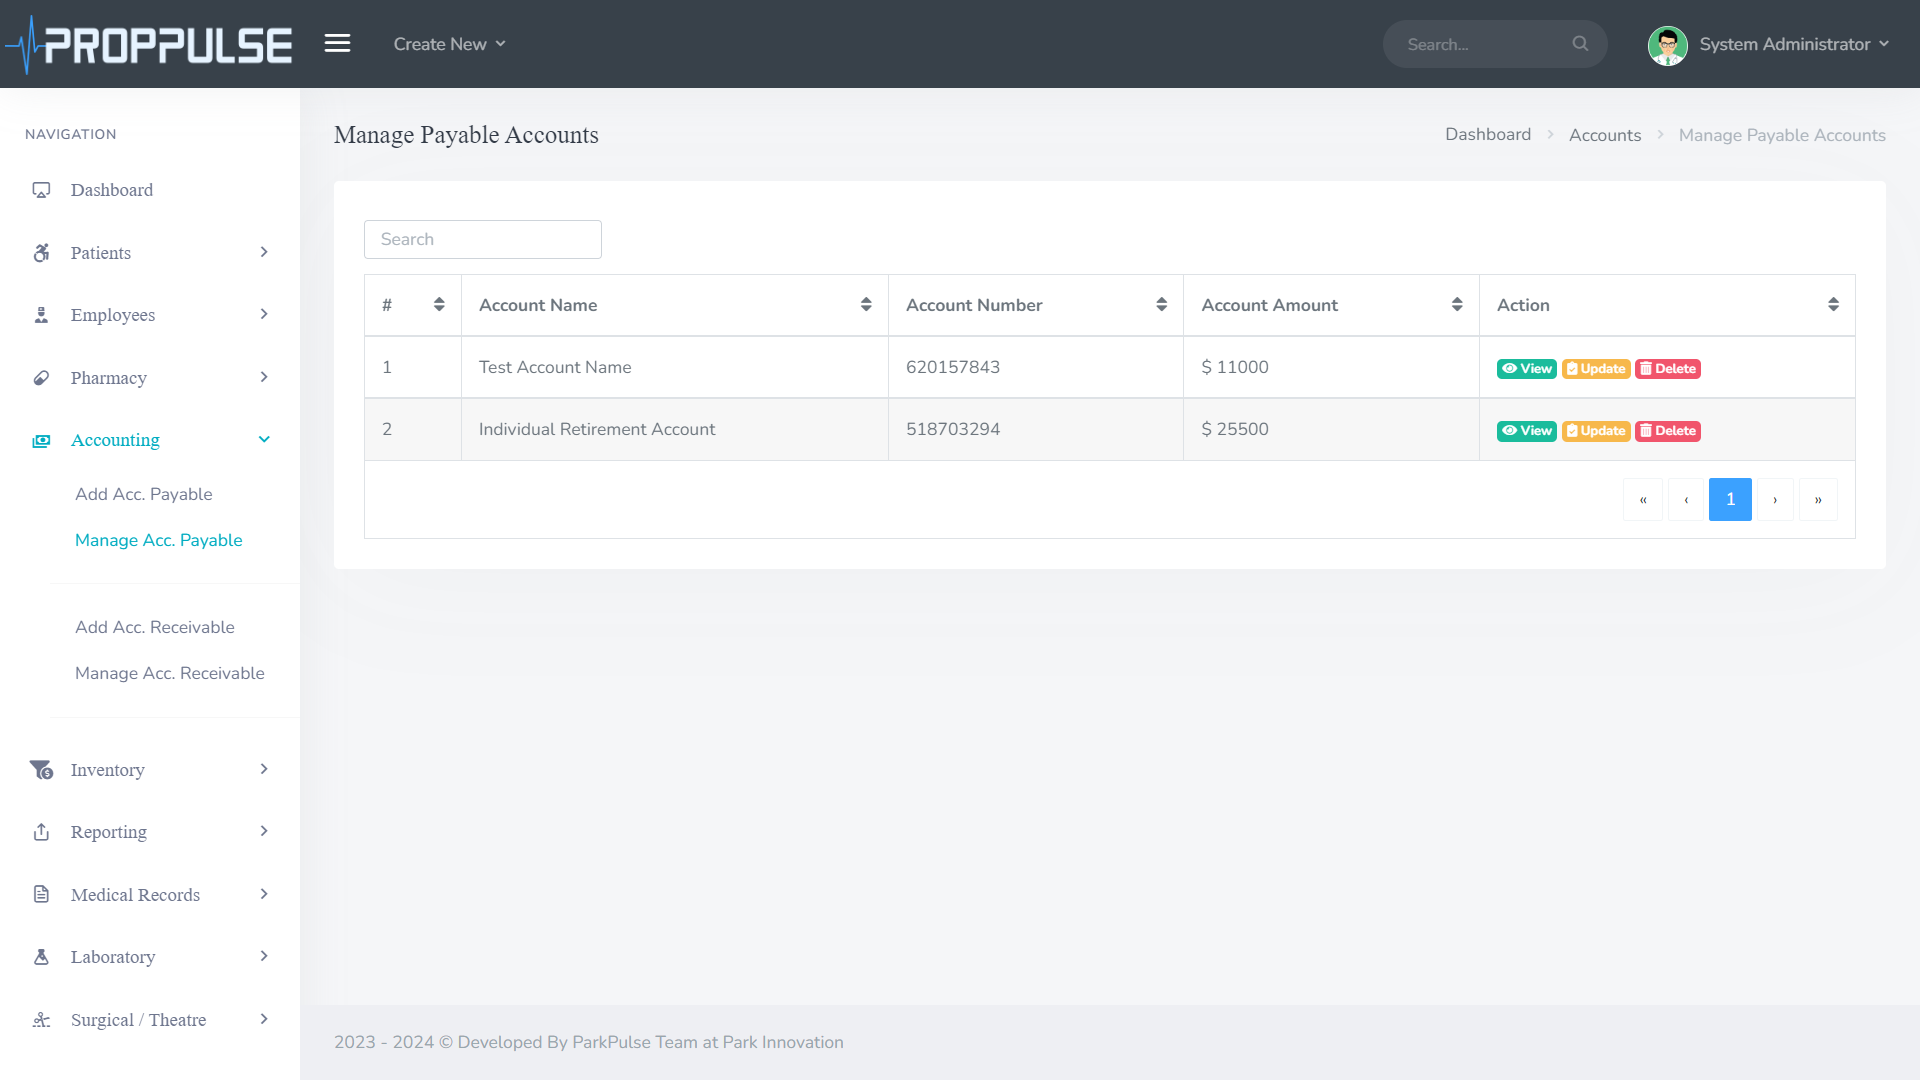 PROPPULSE
Create New
Search...
System Administrator
NAVIGATION
Dashboard
Patients
Employees
Pharmacy
Accounting
Add Acc. Payable
Manage Acc. Payable
Add Acc. Receivable
Manage Acc. Receivable
Inventory
Reporting
Medical Records
Laboratory
Surgical / Theatre
Manage Payable Accounts
Dashboard > Accounts > Manage Payable Accounts
Search
# Account Name Account Number Account Amount Action
1 Test Account Name 620157843 $ 11000 View Update Delete
2 Individual Retirement Account 518703294 $ 25500 View Update Delete
« ‹ 1 › »
2023 - 2024 © Developed By ParkPulse Team at Park Innovation